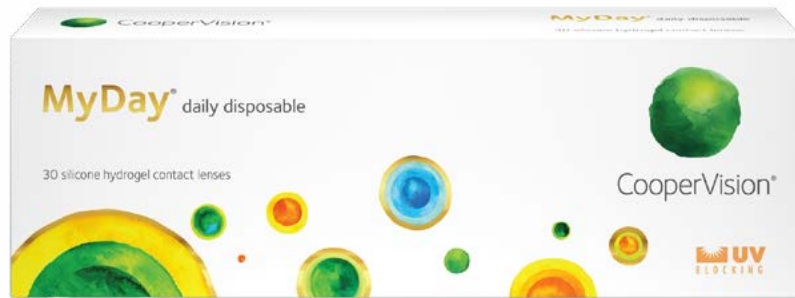 CooperVision®
MyDay® daily disposable
30 silicone hydrogel contact lenses
MyDay® daily disposable
30 silicone hydrogel contact lenses
CooperVision®
UV
BLOCKING